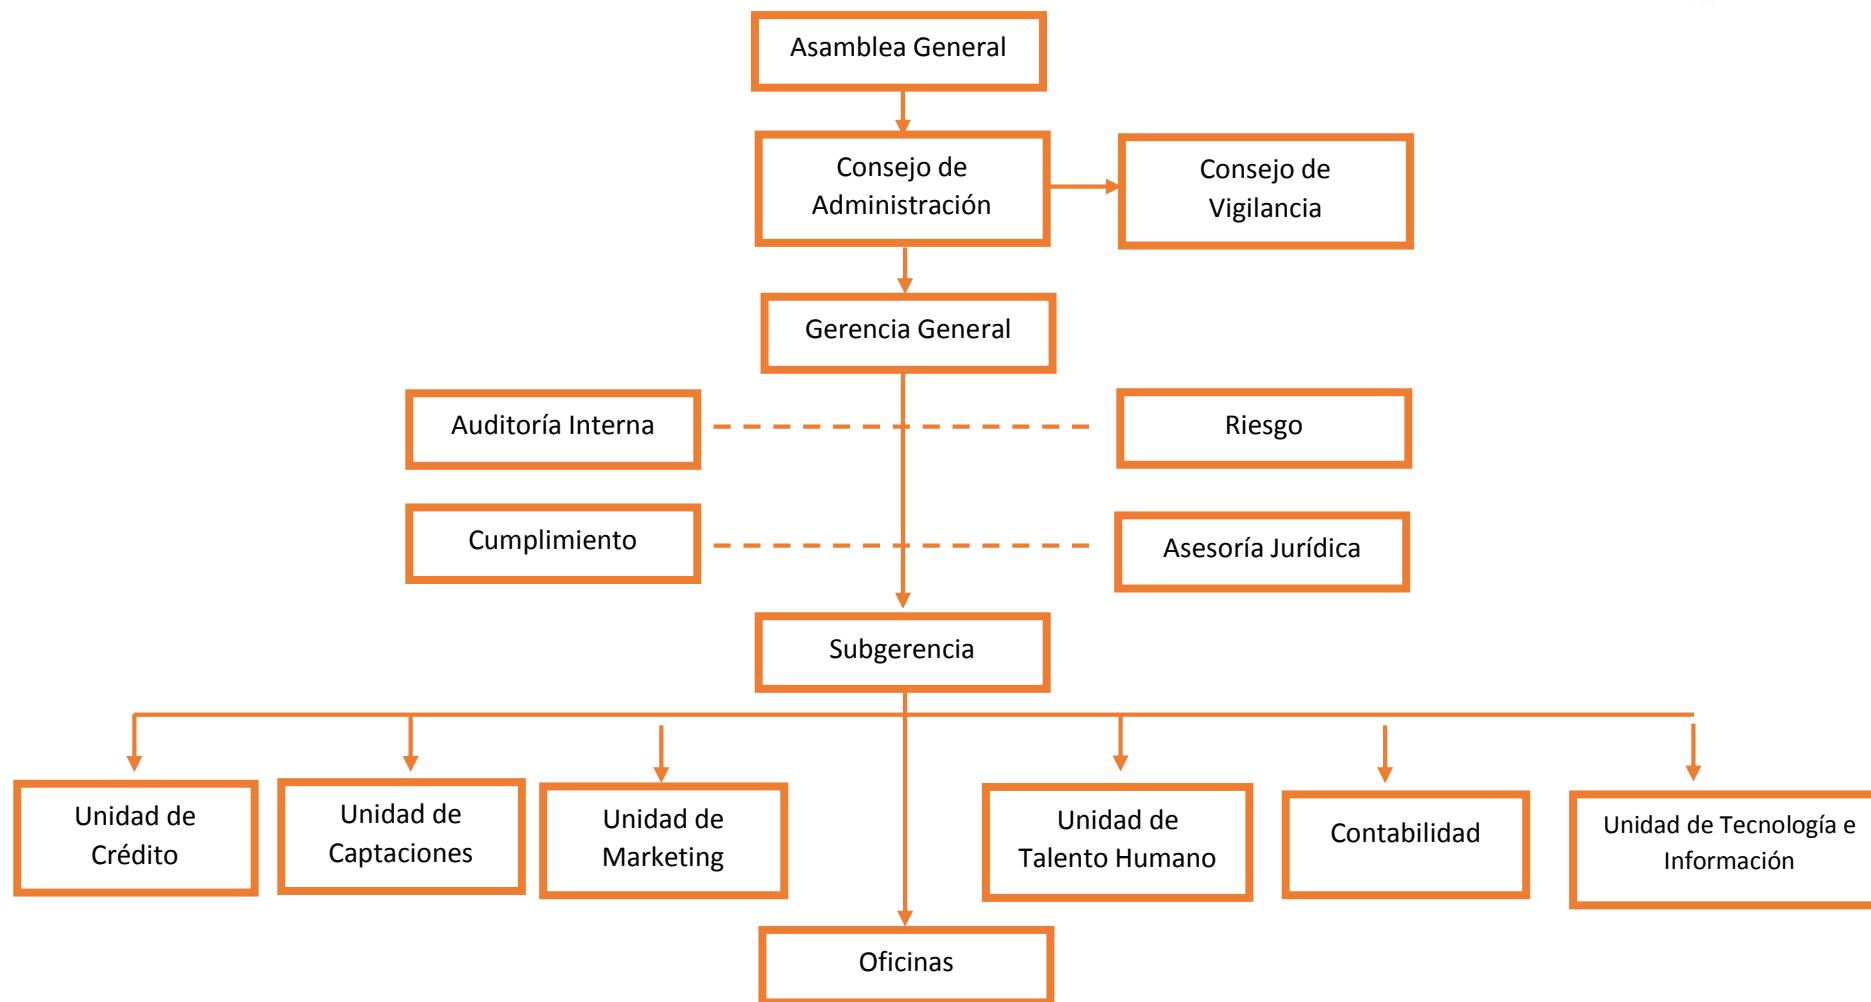 Asamblea General
Consejo de
Administración
Consejo de
Vigilancia
Gerencia General
Auditoría Interna
Riesgo
Cumplimiento
Asesoría Jurídica
Subgerencia
Unidad de
Crédito
Unidad de
Captaciones
Unidad de
Marketing
Unidad de
Talento Humano
Contabilidad
Unidad de Tecnología e
Información
Oficinas